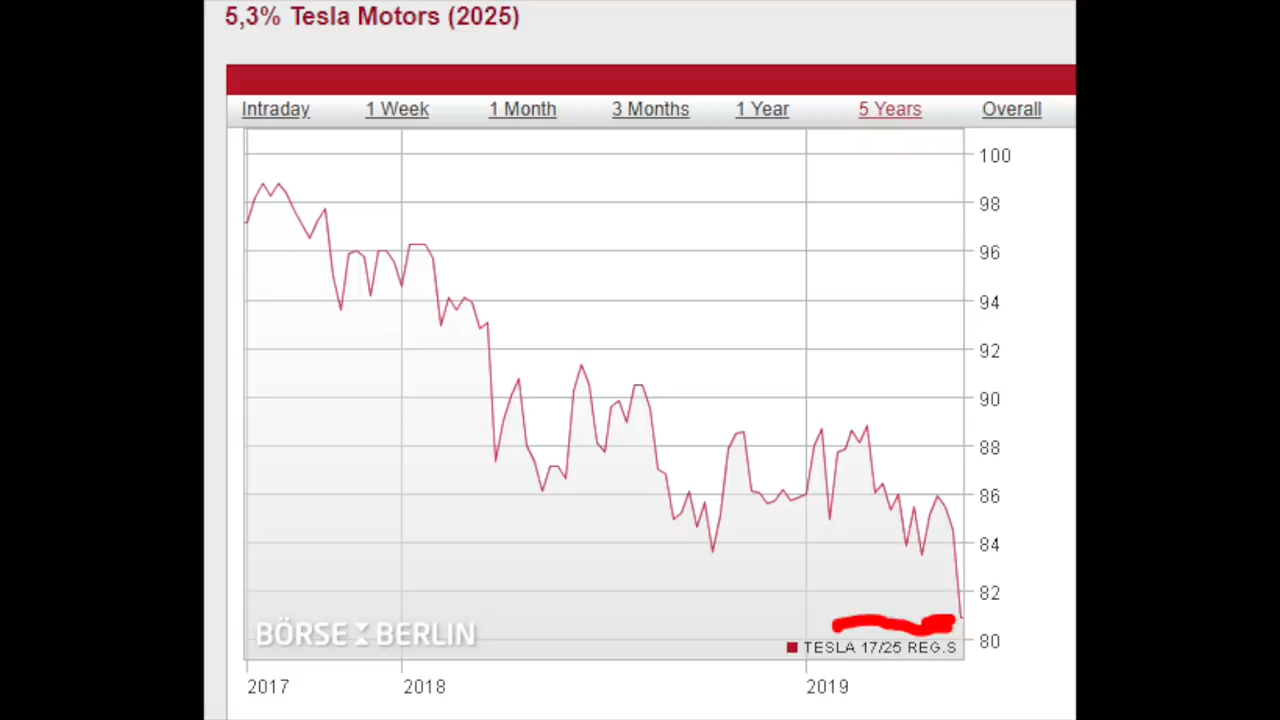 5,3% Tesla Motors (2025)
Intraday 1 Week 1 Month 3 Months 1 Year 5 Years Overall
100
98
96
94
92
90
88
86
84
82
80
BÖRSE BERLIN
TESLA 17/25 REG.S
2017 2018 2019